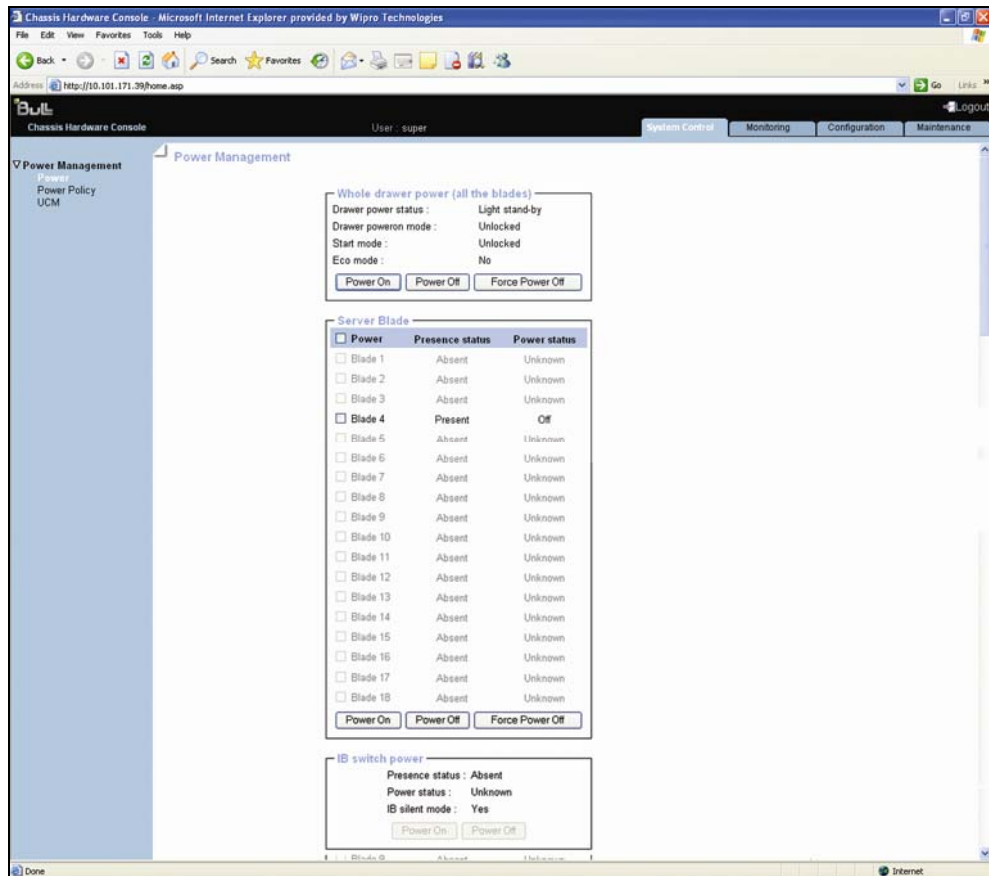 Chassis Hardware Console - Microsoft Internet Explorer provided by Wipro Technologies
File Edit View Favorites Tools Help
Back Search Favorites
Address http://10.101.171.39/home.asp Go Links »
Bull Logout
Chassis Hardware Console User : super System Control Monitoring Configuration Maintenance
Power Management
Power
Power Policy
UCM
Power Management
Whole drawer power (all the blades)
Drawer power status : Light stand-by
Drawer poweron mode : Unlocked
Start mode : Unlocked
Eco mode : No
Power On Power Off Force Power Off
Server Blade
Power Presence status Power status
Blade 1 Absent Unknown
Blade 2 Absent Unknown
Blade 3 Absent Unknown
Blade 4 Present Off
Blade 5 Absent Unknown
Blade 6 Absent Unknown
Blade 7 Absent Unknown
Blade 8 Absent Unknown
Blade 9 Absent Unknown
Blade 10 Absent Unknown
Blade 11 Absent Unknown
Blade 12 Absent Unknown
Blade 13 Absent Unknown
Blade 14 Absent Unknown
Blade 15 Absent Unknown
Blade 16 Absent Unknown
Blade 17 Absent Unknown
Blade 18 Absent Unknown
Power On Power Off Force Power Off
IB switch power
Presence status : Absent
Power status : Unknown
IB silent mode : Yes
Power On Power Off
Blade 9 Absent Unknown
Done Internet